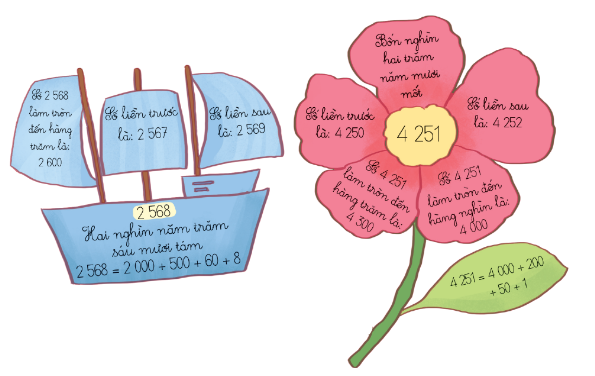 Số 2 568
làm tròn
đến hàng
trăm là:
2 600
Số liền trước
là: 2 567
Số liền sau
là: 2 569
2 568
Hai nghìn năm trăm
sáu mươi tám
2 568 = 2 000 + 500 + 60 + 8
Bốn nghìn
hai trăm
năm mươi
mốt
Số liền trước
là: 4 250
4 251
Số liền sau
là: 4 252
Số 4 251
làm tròn đến
hàng trăm là:
4 300
Số 4 251
làm tròn đến
hàng nghìn là:
4 000
4 251 = 4 000 + 200
+ 50 + 1